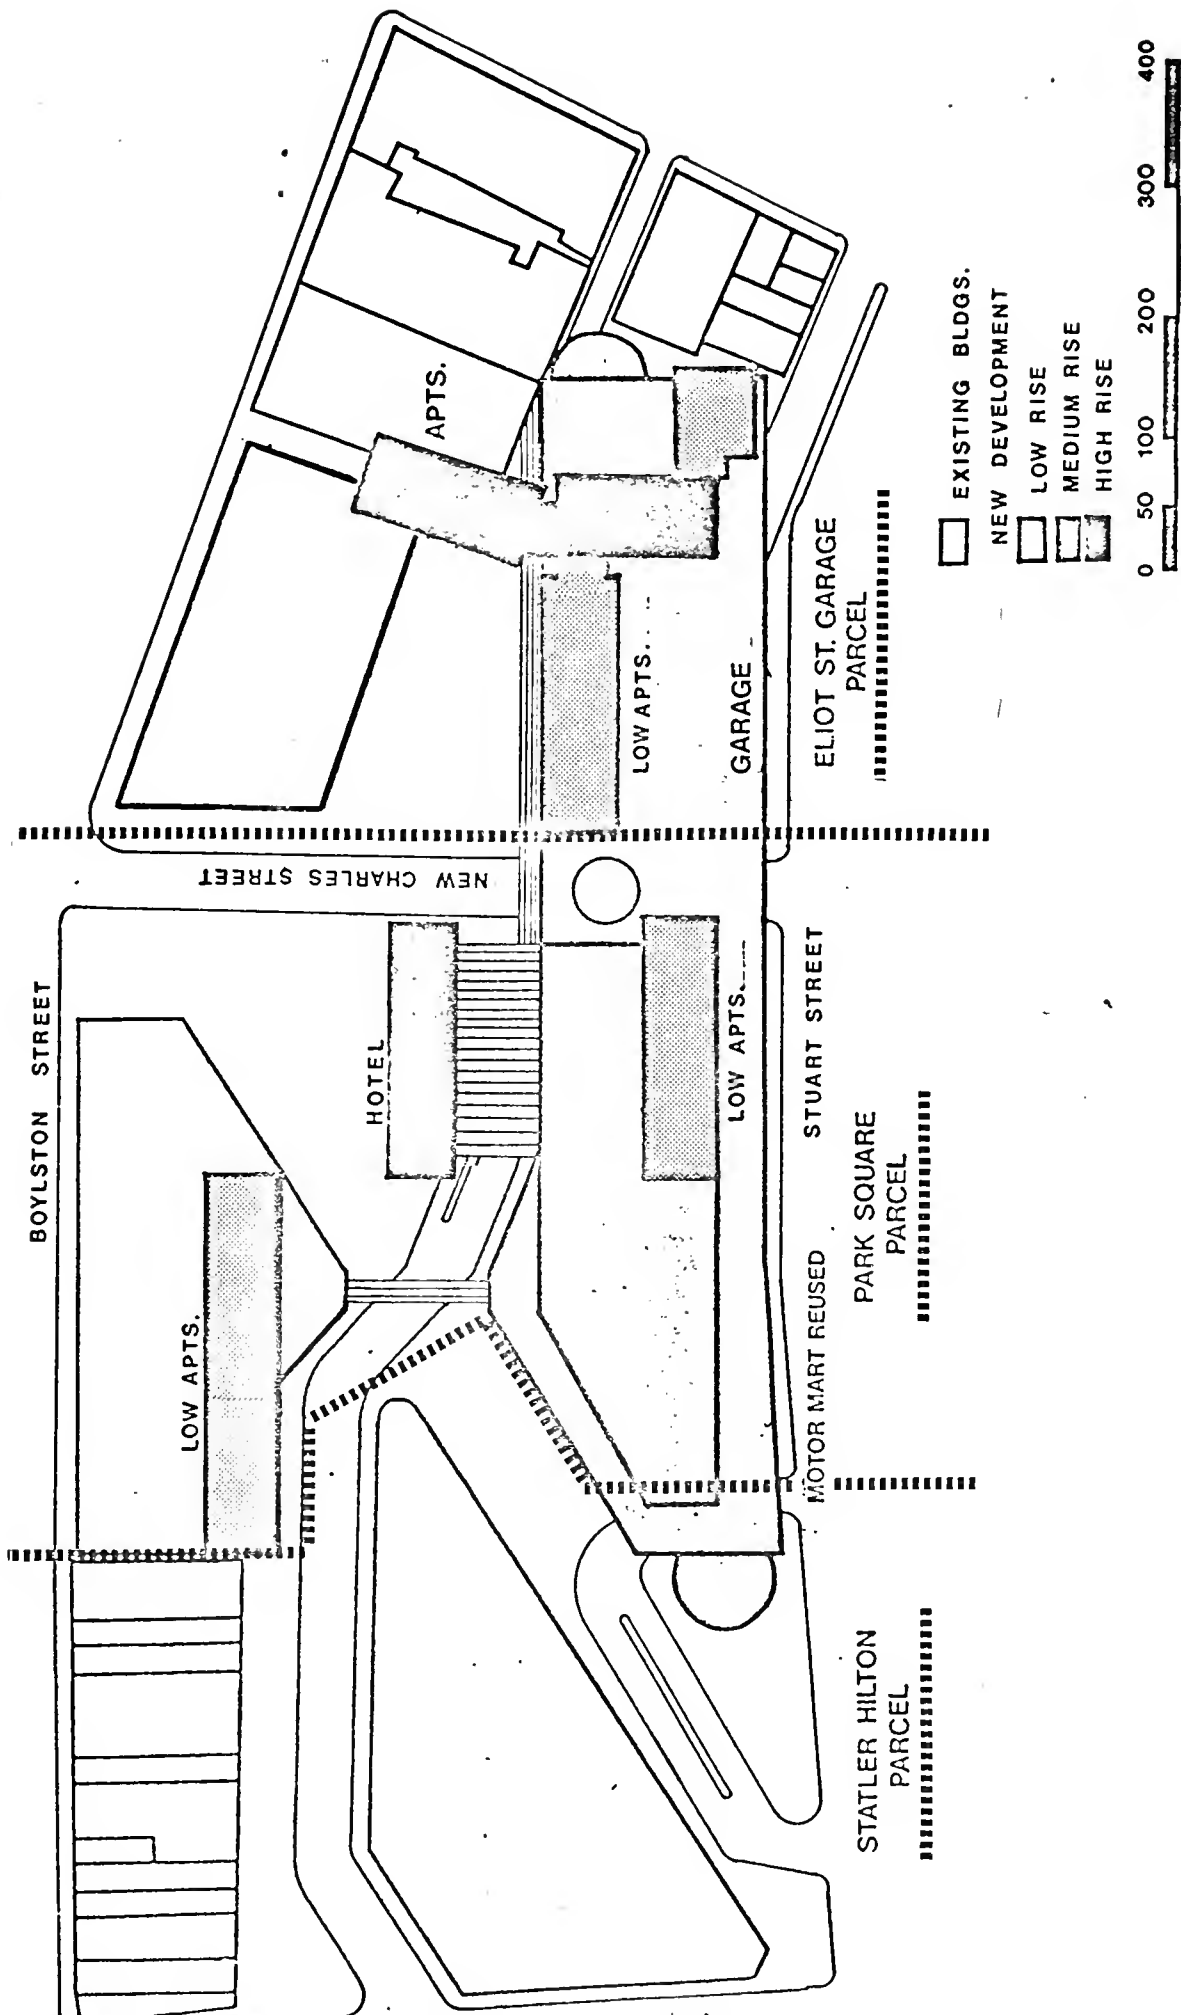 BOYLSTON STREET
LOW APTS.
HOTEL
NEW CHARLES STREET
APTS.
LOW APTS.
LOW APTS.
GARAGE
MOTOR MART REUSED
STUART STREET
STATLER HILTON
PARCEL
PARK SQUARE
PARCEL
ELIOT ST. GARAGE
PARCEL
EXISTING BLDGS.
NEW DEVELOPMENT
LOW RISE
MEDIUM RISE
HIGH RISE
0 50 100 200 300 400